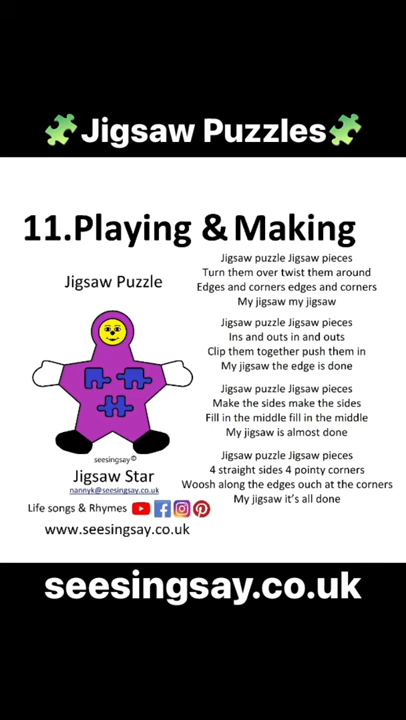 🧩Jigsaw Puzzles🧩
11.Playing & Making
Jigsaw Puzzle
seesingsay©
Jigsaw Star
nannyk@seesingsay.co.uk
Life songs & Rhymes
www.seesingsay.co.uk
Jigsaw puzzle Jigsaw pieces
Turn them over twist them around
Edges and corners edges and corners
My jigsaw my jigsaw
Jigsaw puzzle Jigsaw pieces
Ins and outs in and outs
Clip them together push them in
My jigsaw the edge is done
Jigsaw puzzle Jigsaw pieces
Make the sides make the sides
Fill in the middle fill in the middle
My jigsaw is almost done
Jigsaw puzzle Jigsaw pieces
4 straight sides 4 pointy corners
Woosh along the edges ouch at the corners
My jigsaw it's all done
seesingsay.co.uk